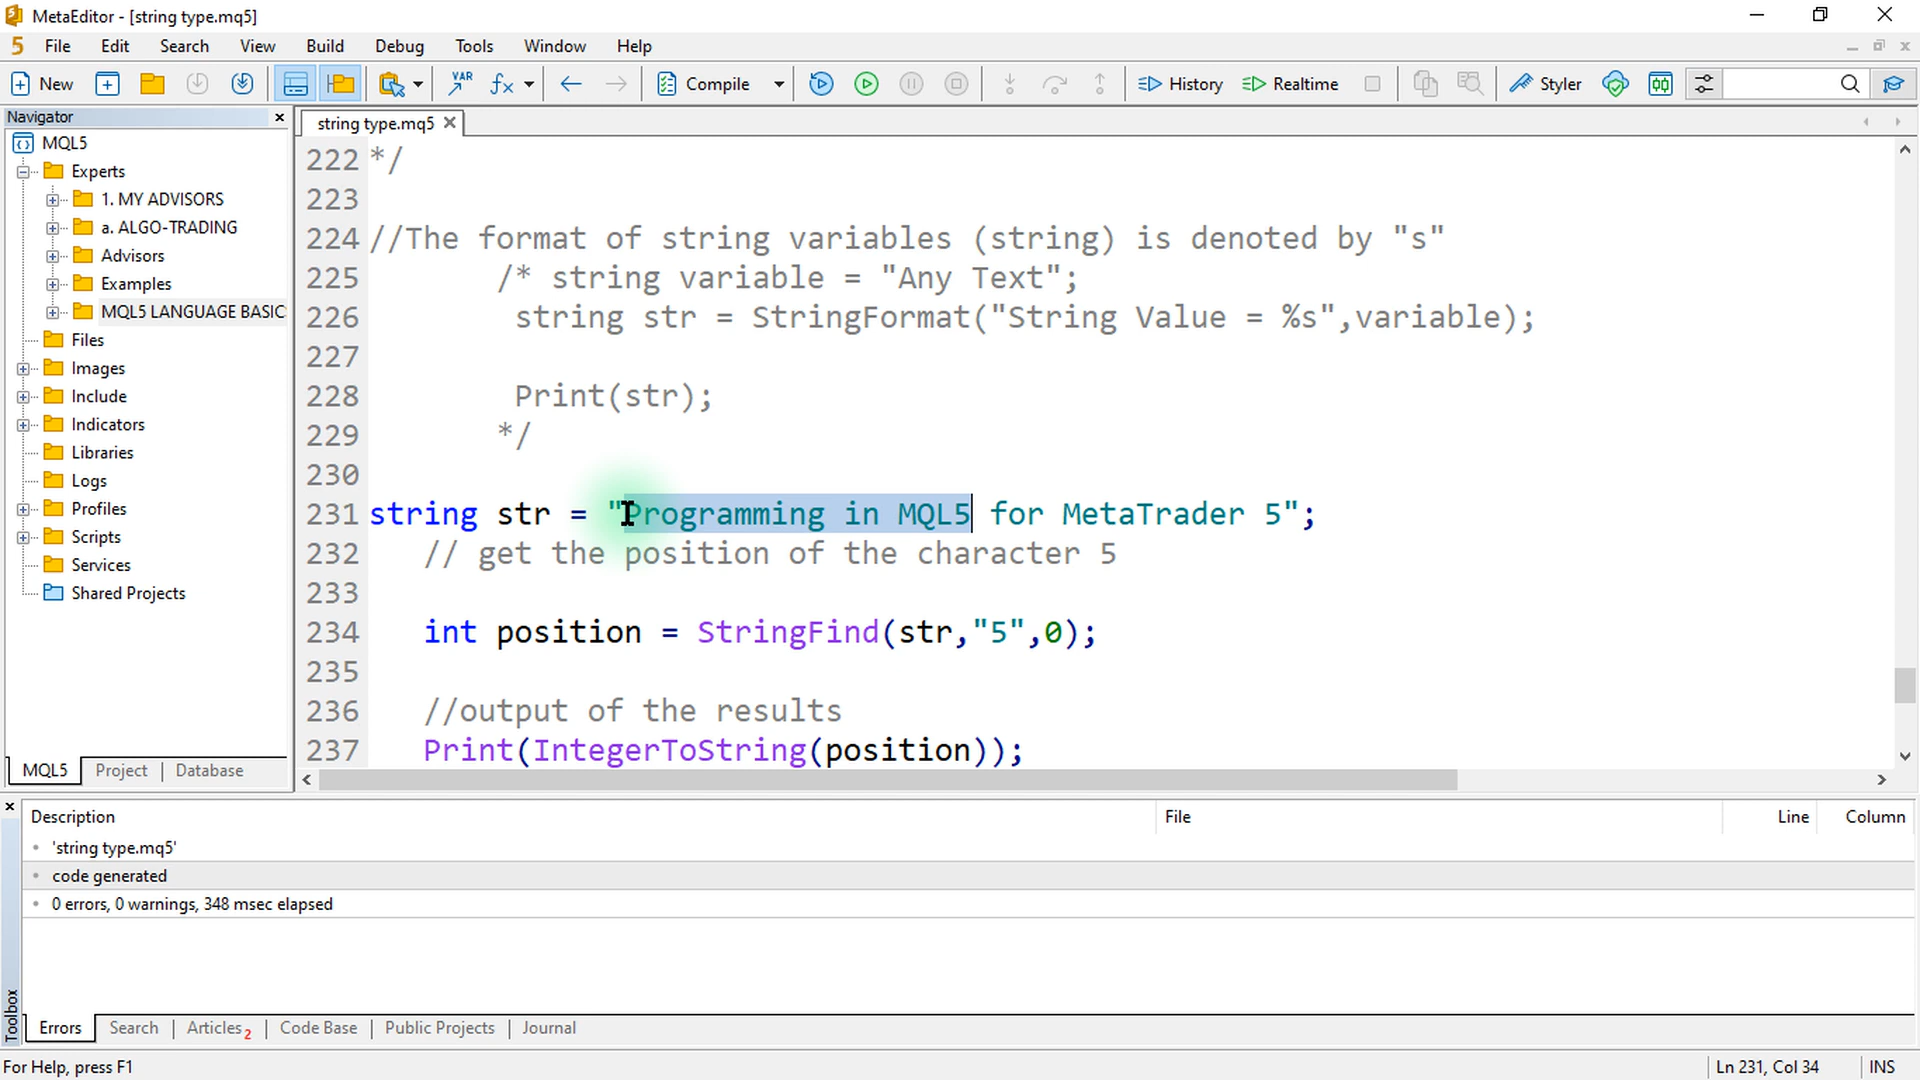 MetaEditor - [string type.mq5]
5 File Edit Search View Build Debug Tools Window Help
New VAR fx Compile History Realtime Styler
Navigator
string type.mq5
MQL5
Experts
1. MY ADVISORS
a. ALGO-TRADING
Advisors
Examples
MQL5 LANGUAGE BASIC
Files
Images
Include
Indicators
Libraries
Logs
Profiles
Scripts
Services
Shared Projects
MQL5 Project Database
222 */
223
224 //The format of string variables (string) is denoted by "s"
225 /* string variable = "Any Text";
226 string str = StringFormat("String Value = %s",variable);
227
228 Print(str);
229 */
230
231 string str = "Programming in MQL5 for MetaTrader 5";
232 // get the position of the character 5
233
234 int position = StringFind(str,"5",0);
235
236 //output of the results
237 Print(IntegerToString(position));
Description File Line Column
'string type.mq5'
code generated
0 errors, 0 warnings, 348 msec elapsed
Toolbox
Errors Search Articles 2 Code Base Public Projects Journal
For Help, press F1 Ln 231, Col 34 INS